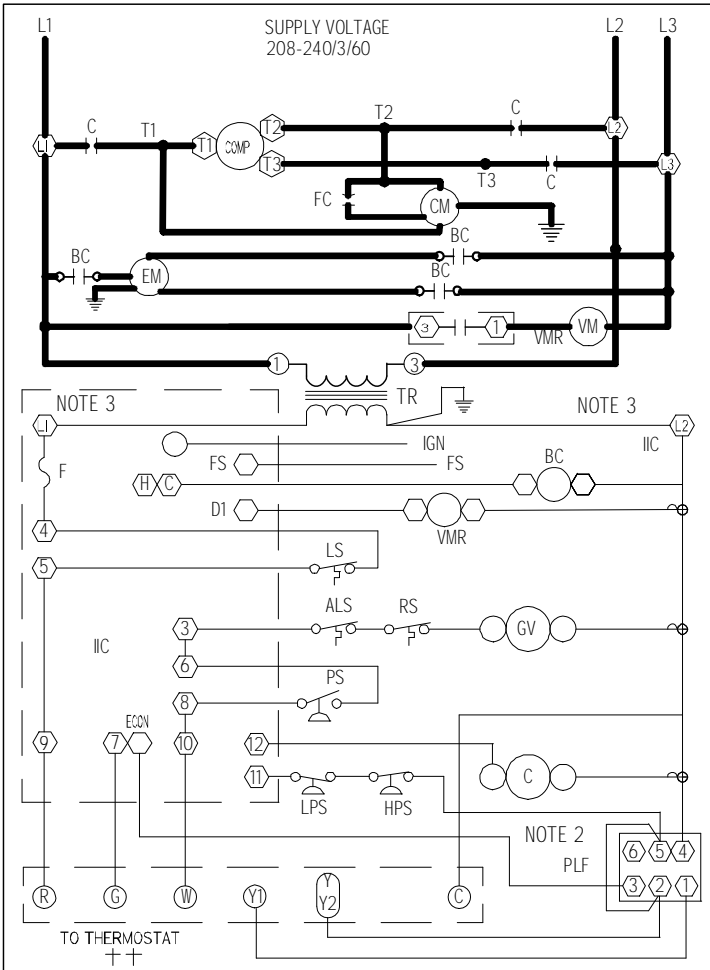 L1
SUPPLY VOLTAGE
208-240/3/60
L2
L3
T2
C
T1
C
L1
T1
COMP
T2
T3
L2
T3
C
L3
FC
CM
BC
BC
EM
BC
3
1
VMR
VM
1
3
TR
NOTE 3
NOTE 3
L1
L2
IIC
IGN
F
FS
FS
BC
H
C
D1
VMR
4
LS
5
ALS
RS
3
GV
IIC
6
PS
8
ECON
9
7
10
12
C
11
LPS
HPS
NOTE 2
PLF
6
5
4
3
2
1
R
G
W
Y1
Y
Y2
C
TO THERMOSTAT
++